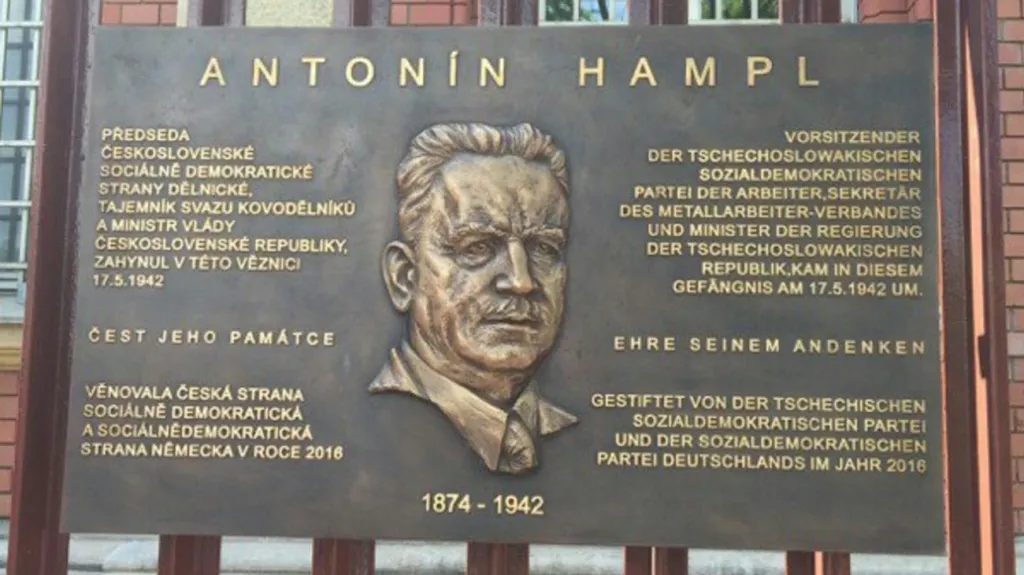 ANTONÍN HAMPL
PŘEDSEDA
ČESKOSLOVENSKÉ
SOCIÁLNĚ DEMOKRATICKÉ
STRANY DĚLNICKÉ,
TAJEMNÍK SVAZU KOVODĚLNÍKŮ
A MINISTR VLÁDY
ČESKOSLOVENSKÉ REPUBLIKY,
ZAHYNUL V TÉTO VĚZNICI
17.5.1942
ČEST JEHO PAMÁTCE
VĚNOVALA ČESKÁ STRANA
SOCIÁLNĚ DEMOKRATICKÁ
A SOCIÁLNĚDEMOKRATICKÁ
STRANA NĚMECKA V ROCE 2016
VORSITZENDER
DER TSCHECHOSLOWAKISCHEN
SOZIALDEMOKRATISCHEN
PARTEI DER ARBEITER,SEKRETÄR
DES METALLARBEITER-VERBANDES
UND MINISTER DER REGIERUNG
DER TSCHECHOSLOWAKISCHEN
REPUBLIK,KAM IN DIESEM
GEFÄNGNIS AM 17.5.1942 UM.
EHRE SEINEM ANDENKEN
GESTIFTET VON DER TSCHECHISCHEN
SOZIALDEMOKRATISCHEN PARTEI
UND DER SOZIALDEMOKRATISCHEN
PARTEI DEUTSCHLANDS IM JAHR 2016
1874 - 1942